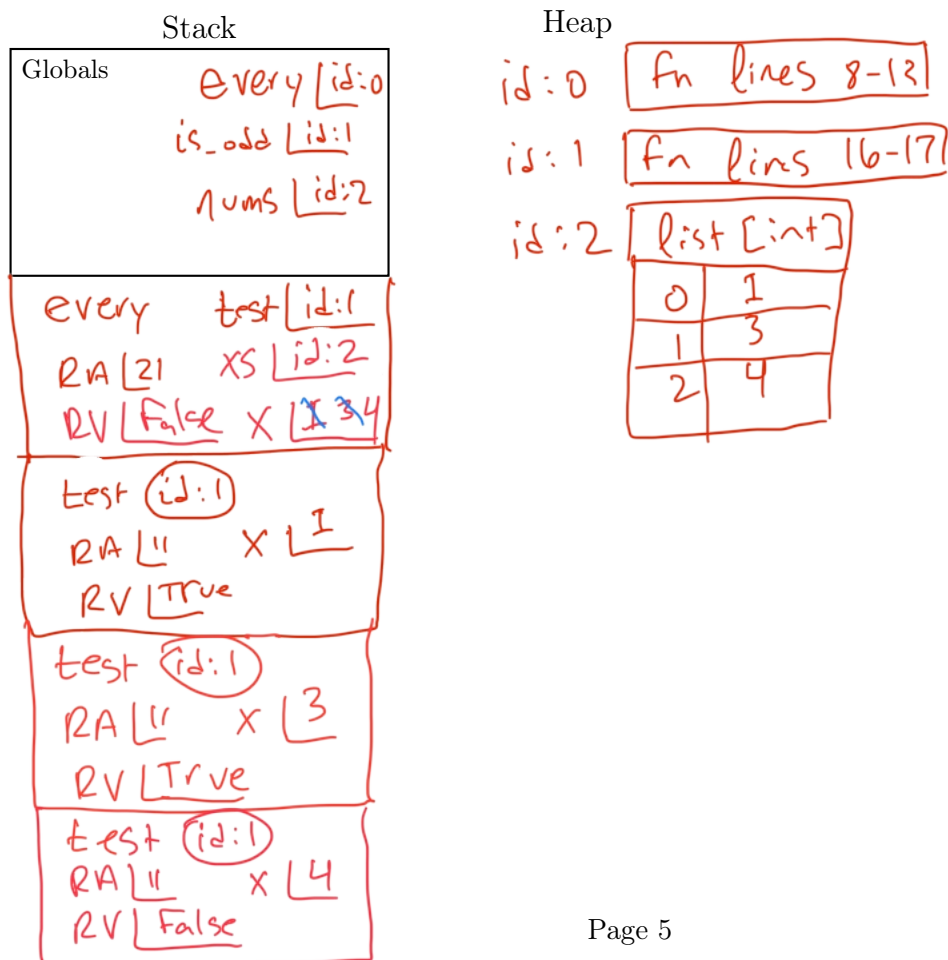 Stack
Globals
every id:0
is_odd id:1
nums id:2
every test id:1
RA 21 xs id:2
RV False x 1 3 4
test id:1
RA 11 x 1
RV True
test id:1
RA 11 x 3
RV True
test id:1
RA 11 x 4
RV False
Heap
id:0 fn lines 8-13
id:1 fn lines 16-17
id:2 list[int]
0 1
1 3
2 4
Page 5